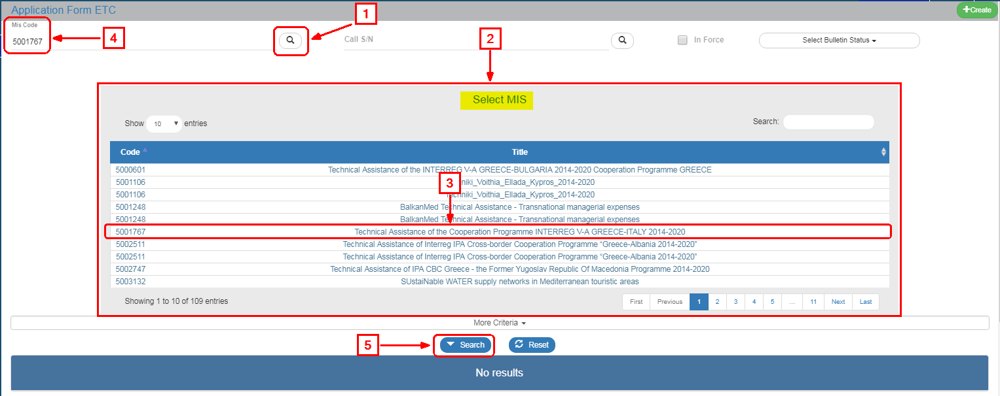 Application Form ETC
Create
1
Mis Code
5001767
4
Call S/N
2
In Force
Select Bulletin Status
Select MIS
Show 10 entries
Search:
Code Title
5000601 Technical Assistance of the INTERREG V-A GREECE-BULGARIA 2014-2020 Cooperation Programme GREECE
3
5001106 niki_Voithia_Ellada_Kypros_2014-2020
5001106 Techniki_Voithia_Ellada_Kypros_2014-2020
5001248 BalkanMed Technical Assistance - Transnational managerial expenses
5001248 BalkanMed Technical Assistance - Transnational managerial expenses
5001767 Technical Assistance of the Cooperation Programme INTERREG V-A GREECE-ITALY 2014-2020
5002511 Technical Assistance of Interreg IPA Cross-border Cooperation Programme “Greece-Albania 2014-2020”
5002511 Technical Assistance of Interreg IPA Cross-border Cooperation Programme “Greece-Albania 2014-2020”
5002747 Technical Assistance of IPA CBC Greece - the Former Yugoslav Republic Of Macedonia Programme 2014-2020
5003132 SUstaiNable WATER supply networks in Mediterranean touristic areas
Showing 1 to 10 of 109 entries
First Previous 1 2 3 4 5 ... 11 Next Last
More Criteria
5
Search
Reset
No results